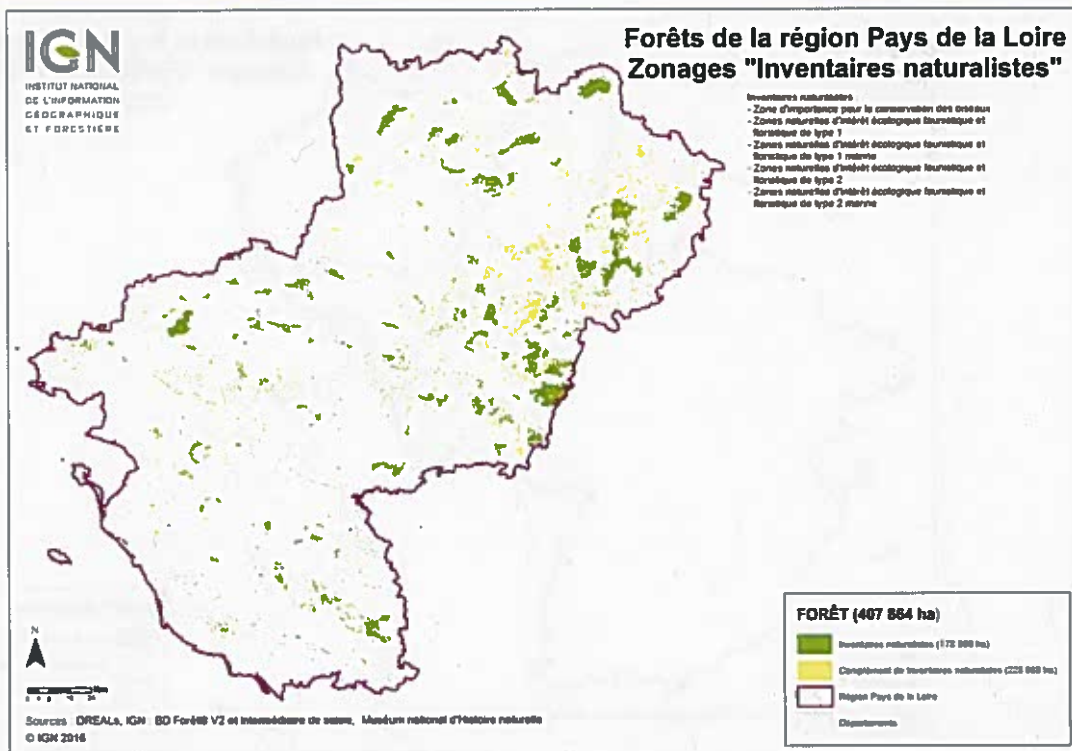 IGN
INSTITUT NATIONAL
DE L'INFORMATION
GÉOGRAPHIQUE
ET FORESTIÈRE
Forêts de la région Pays de la Loire
Zonages "Inventaires naturalistes"
Inventaires naturalistes :
- Zone d'importance pour la conservation des oiseaux
- Zones naturelles d'intérêt écologique faunistique et
floristique de type 1
- Zones naturelles d'intérêt écologique faunistique et
floristique de type 1 marine
- Zones naturelles d'intérêt écologique faunistique et
floristique de type 2
- Zones naturelles d'intérêt écologique faunistique et
floristique de type 2 marine
N
FORÊT (407 864 ha)
Inventaires naturalistes
Complément de Inventaires naturalistes
Région Pays de la Loire
Départements
Sources : DREALs, IGN : BD Forêt® V2 et Intermédiaire de saisie, Muséum national d'Histoire naturelle
© IGN 2016